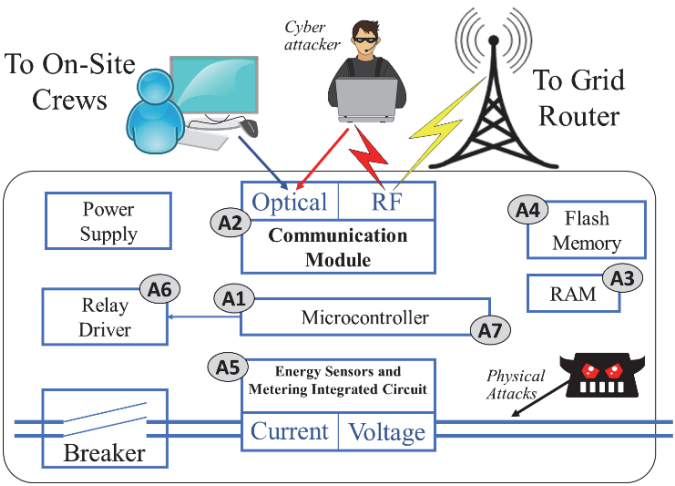 Cyber
attacker
To On-Site
Crews
To Grid
Router
Power
Supply
Optical
RF
A2
Communication
Module
A4
Flash
Memory
A3
RAM
A6
Relay
Driver
A1
Microcontroller
A7
A5
Energy Sensors and
Metering Integrated Circuit
Physical
Attacks
Current
Voltage
Breaker